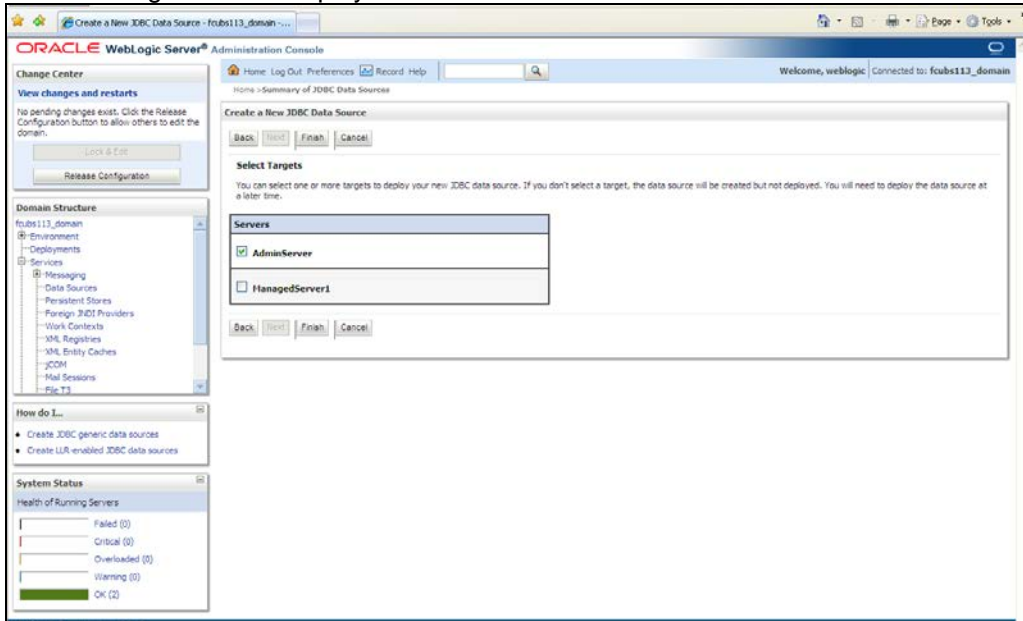 Create a New JDBC Data Source - fcubs113_domain -...
Page
Tools
ORACLE WebLogic Server® Administration Console
Change Center
View changes and restarts
No pending changes exist. Click the Release
Configuration button to allow others to edit the
domain.
Lock & Edit
Release Configuration
Domain Structure
fcubs113_domain
Environment
Deployments
Services
Messaging
Data Sources
Persistent Stores
Foreign JNDI Providers
Work Contexts
XML Registries
XML Entity Caches
jCOM
Mail Sessions
File T3
How do I...
Create JDBC generic data sources
Create LLR-enabled JDBC data sources
System Status
Health of Running Servers
Failed (0)
Critical (0)
Overloaded (0)
Warning (0)
OK (2)
Home Log Out Preferences Record Help
Welcome, weblogic Connected to: fcubs113_domain
Home >Summary of JDBC Data Sources
Create a New JDBC Data Source
Back Next Finish Cancel
Select Targets
You can select one or more targets to deploy your new JDBC data source. If you don't select a target, the data source will be created but not deployed. You will need to deploy the data source at
a later time.
Servers
AdminServer
ManagedServer1
Back Next Finish Cancel